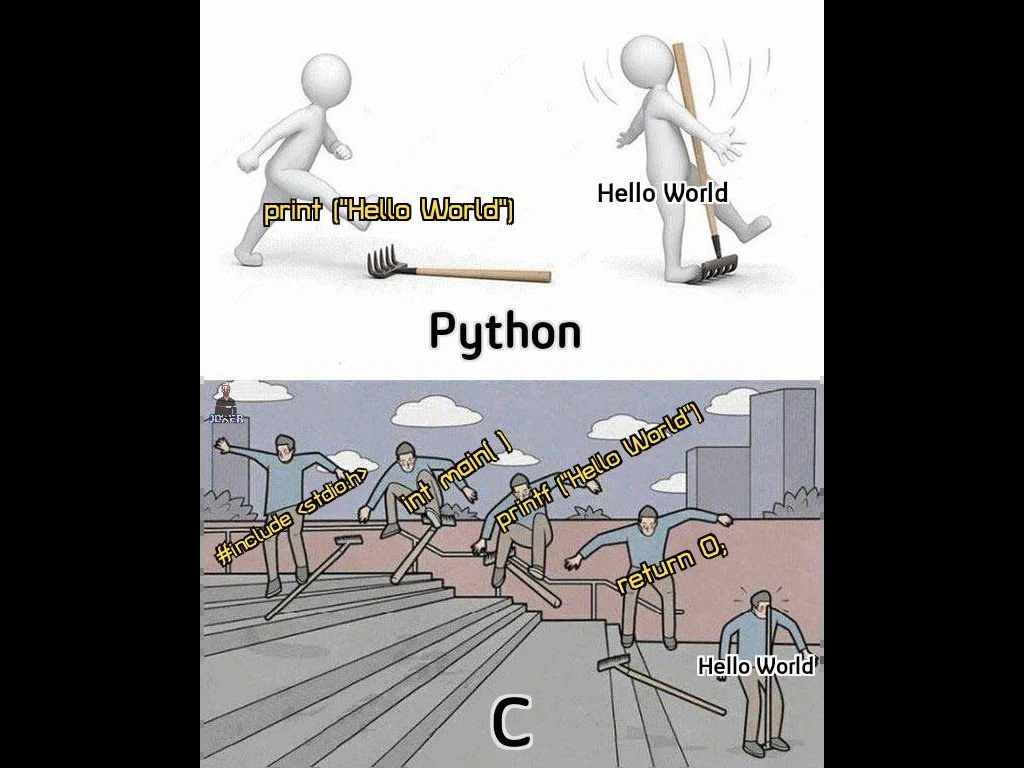 print ("Hello World")
Hello World
Python
JOKER
#include <stdio.h>
int main( )
printf ("Hello World")
return 0;
Hello World
C